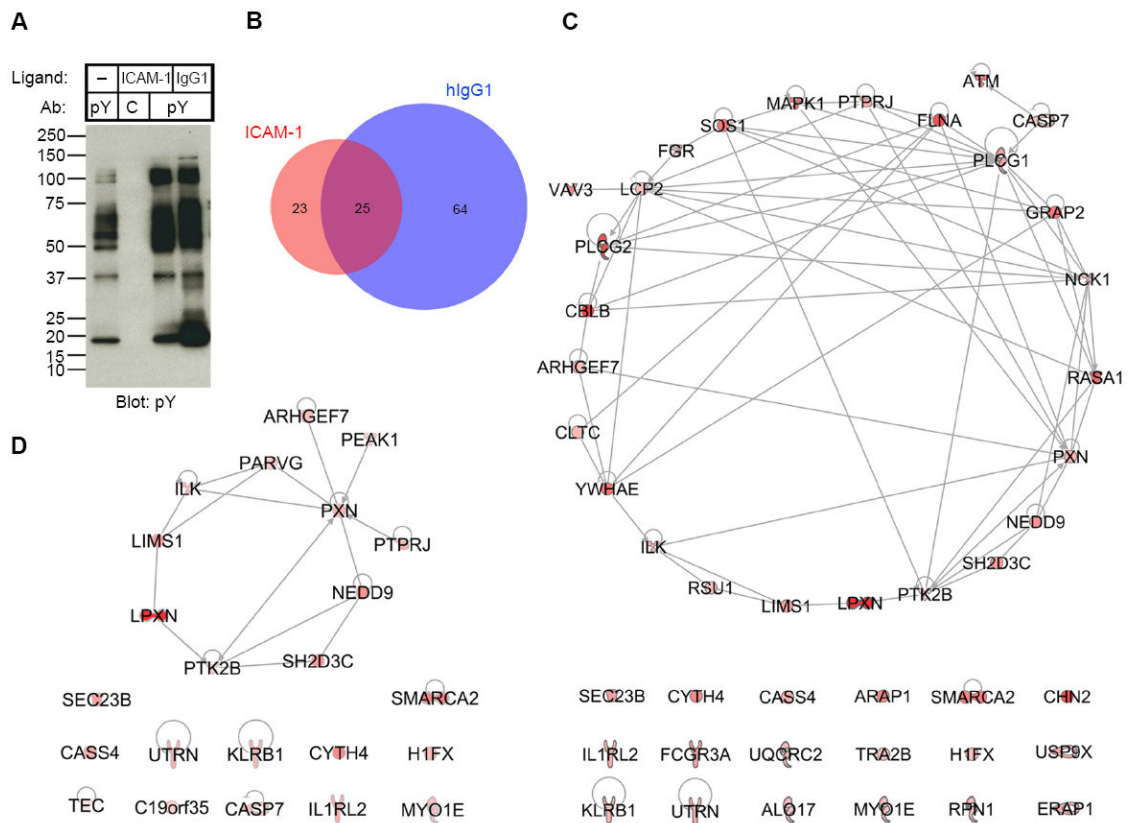 A
Ligand: – ICAM-1 IgG1
Ab: pY C pY
250
150
100
75
50
37
25
20
15
10
Blot: pY
B
hIgG1
ICAM-1
23 25 64
C
ATM
MAPK1 PTPRJ
SOS1 FLNA CASP7
FGR PLCG1
VAV3 LCP2
GRAP2
PLCG2
NCK1
CBLB
ARHGEF7
RASA1
CLTC
PXN
YWHAE
NEDD9
ILK
SH2D3C
RSU1 PTK2B
LIMS1 LPXN
SEC23B CYTH4 CASS4 ARAP1 SMARCA2 CHN2
IL1RL2 FCGR3A UQCRC2 TRA2B H1FX USP9X
KLRB1 UTRN ALO17 MYO1E RPN1 ERAP1
D
ARHGEF7
PEAK1
PARVG
ILK
PXN
LIMS1 PTPRJ
NEDD9
LPXN
PTK2B SH2D3C
SEC23B SMARCA2
CASS4 UTRN KLRB1 CYTH4 H1FX
TEC C19orf35 CASP7 IL1RL2 MYO1E